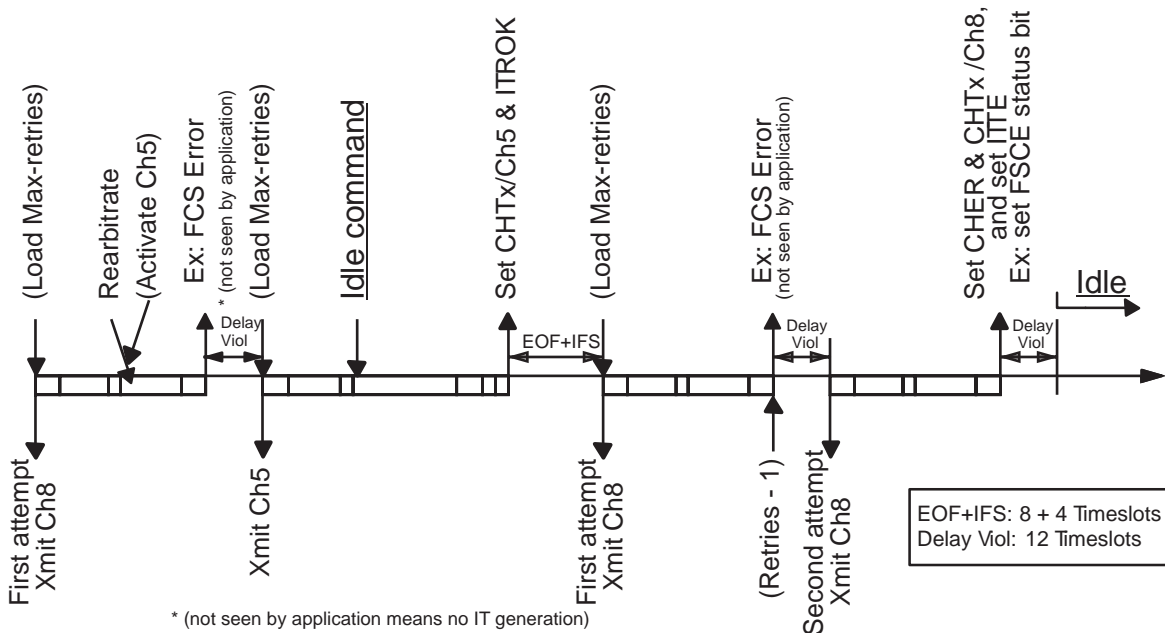 (Load Max-retries)
Rearbitrate
(Activate Ch5)
Ex: FCS Error
* (not seen by application)
(Load Max-retries)
Idle command
Set CHTx/Ch5 & ITROK
(Load Max-retries)
Ex: FCS Error
(not seen by application)
Set CHER & CHTx /Ch8,
and set ITTE
Ex: set FSCE status bit
Idle
Delay
Viol
EOF+IFS
Delay
Viol
Delay
Viol
First attempt
Xmit Ch8
Xmit Ch5
First attempt
Xmit Ch8
(Retries - 1)
Second attempt
Xmit Ch8
EOF+IFS: 8 + 4 Timeslots
Delay Viol: 12 Timeslots
* (not seen by application means no IT generation)